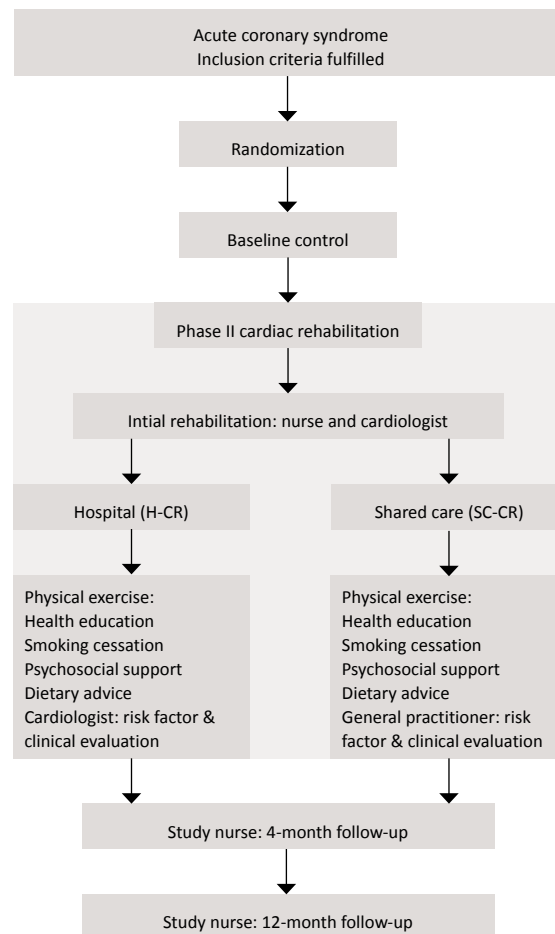 Acute coronary syndrome
Inclusion criteria fulfilled
Randomization
Baseline control
Phase II cardiac rehabilitation
Intial rehabilitation: nurse and cardiologist
Hospital (H-CR)
Shared care (SC-CR)
Physical exercise:
Health education
Smoking cessation
Psychosocial support
Dietary advice
Cardiologist: risk factor &
clinical evaluation
Physical exercise:
Health education
Smoking cessation
Psychosocial support
Dietary advice
General practitioner: risk
factor & clinical evaluation
Study nurse: 4-month follow-up
Study nurse: 12-month follow-up